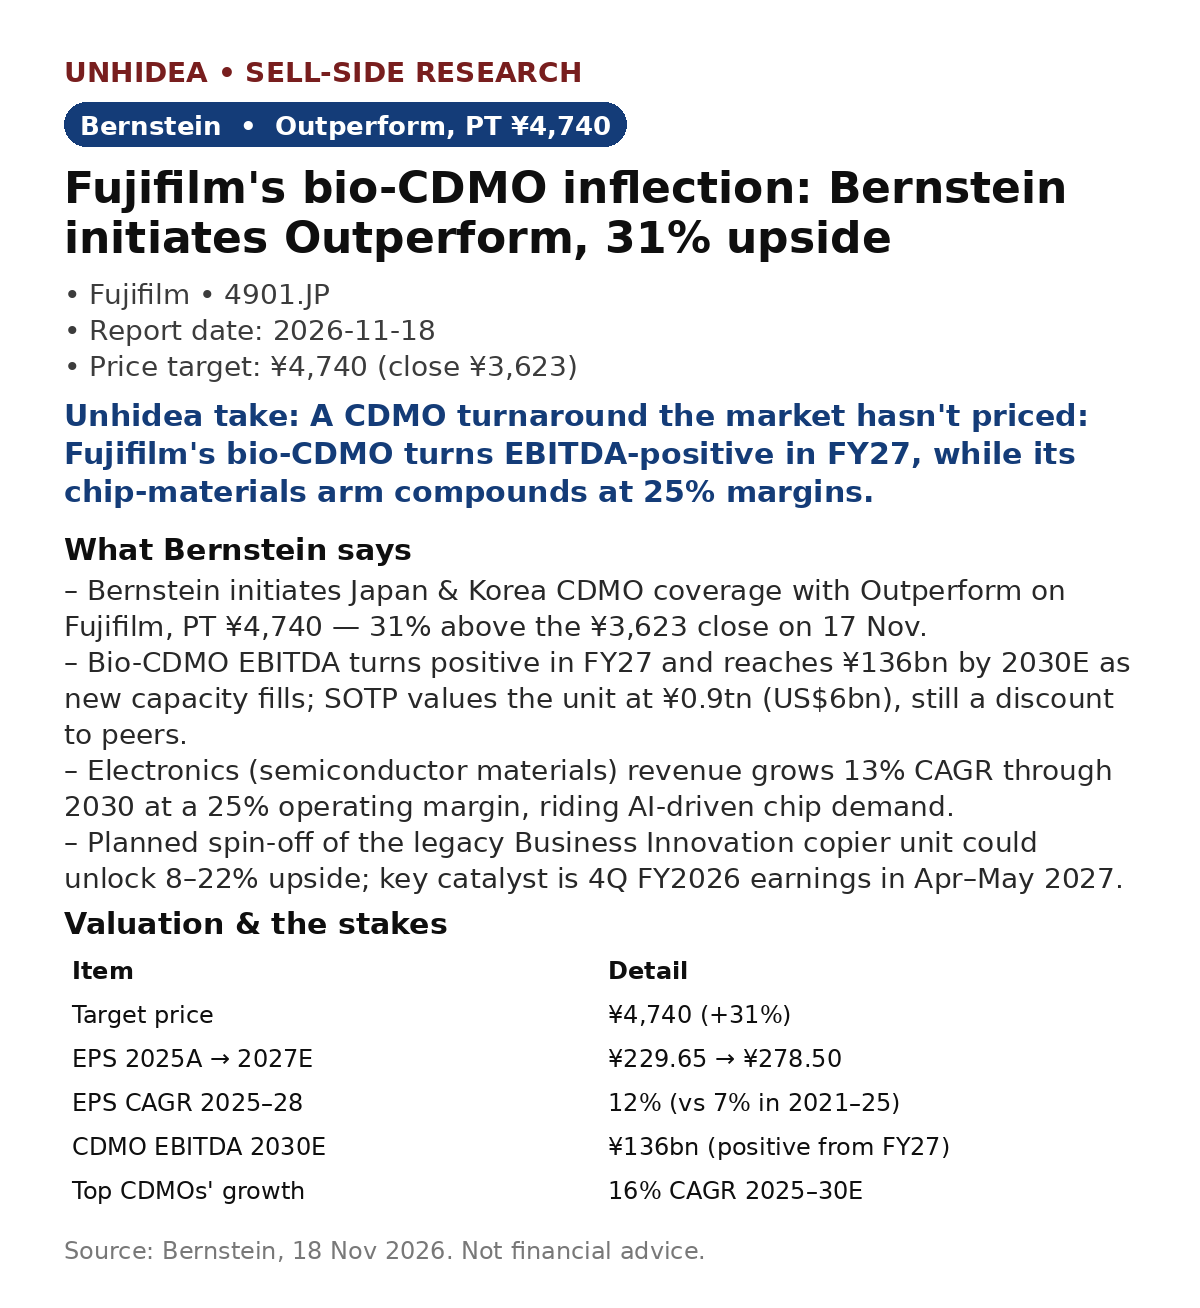 UNHIDEA • SELL-SIDE RESEARCH
Bernstein • Outperform, PT ¥4,740
Fujifilm's bio-CDMO inflection: Bernstein
initiates Outperform, 31% upside
• Fujifilm • 4901.JP
• Report date: 2026-11-18
• Price target: ¥4,740 (close ¥3,623)
Unhidea take: A CDMO turnaround the market hasn't priced:
Fujifilm's bio-CDMO turns EBITDA-positive in FY27, while its
chip-materials arm compounds at 25% margins.
What Bernstein says
– Bernstein initiates Japan & Korea CDMO coverage with Outperform on
Fujifilm, PT ¥4,740 — 31% above the ¥3,623 close on 17 Nov.
– Bio-CDMO EBITDA turns positive in FY27 and reaches ¥136bn by 2030E as
new capacity fills; SOTP values the unit at ¥0.9tn (US$6bn), still a discount
to peers.
– Electronics (semiconductor materials) revenue grows 13% CAGR through
2030 at a 25% operating margin, riding AI-driven chip demand.
– Planned spin-off of the legacy Business Innovation copier unit could
unlock 8–22% upside; key catalyst is 4Q FY2026 earnings in Apr–May 2027.
Valuation & the stakes
Item Detail
Target price ¥4,740 (+31%)
EPS 2025A → 2027E ¥229.65 → ¥278.50
EPS CAGR 2025–28 12% (vs 7% in 2021–25)
CDMO EBITDA 2030E ¥136bn (positive from FY27)
Top CDMOs' growth 16% CAGR 2025–30E
Source: Bernstein, 18 Nov 2026. Not financial advice.